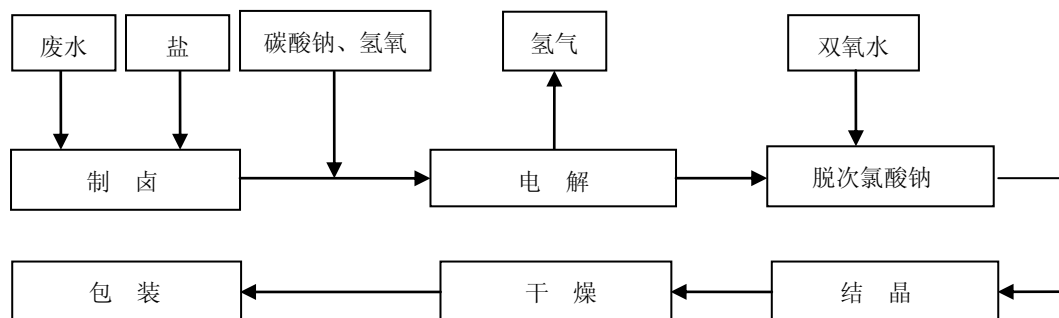 废水
盐
碳酸钠、氢氧
氢气
双氧水
制 卤
电 解
脱次氯酸钠
包 装
干 燥
结 晶